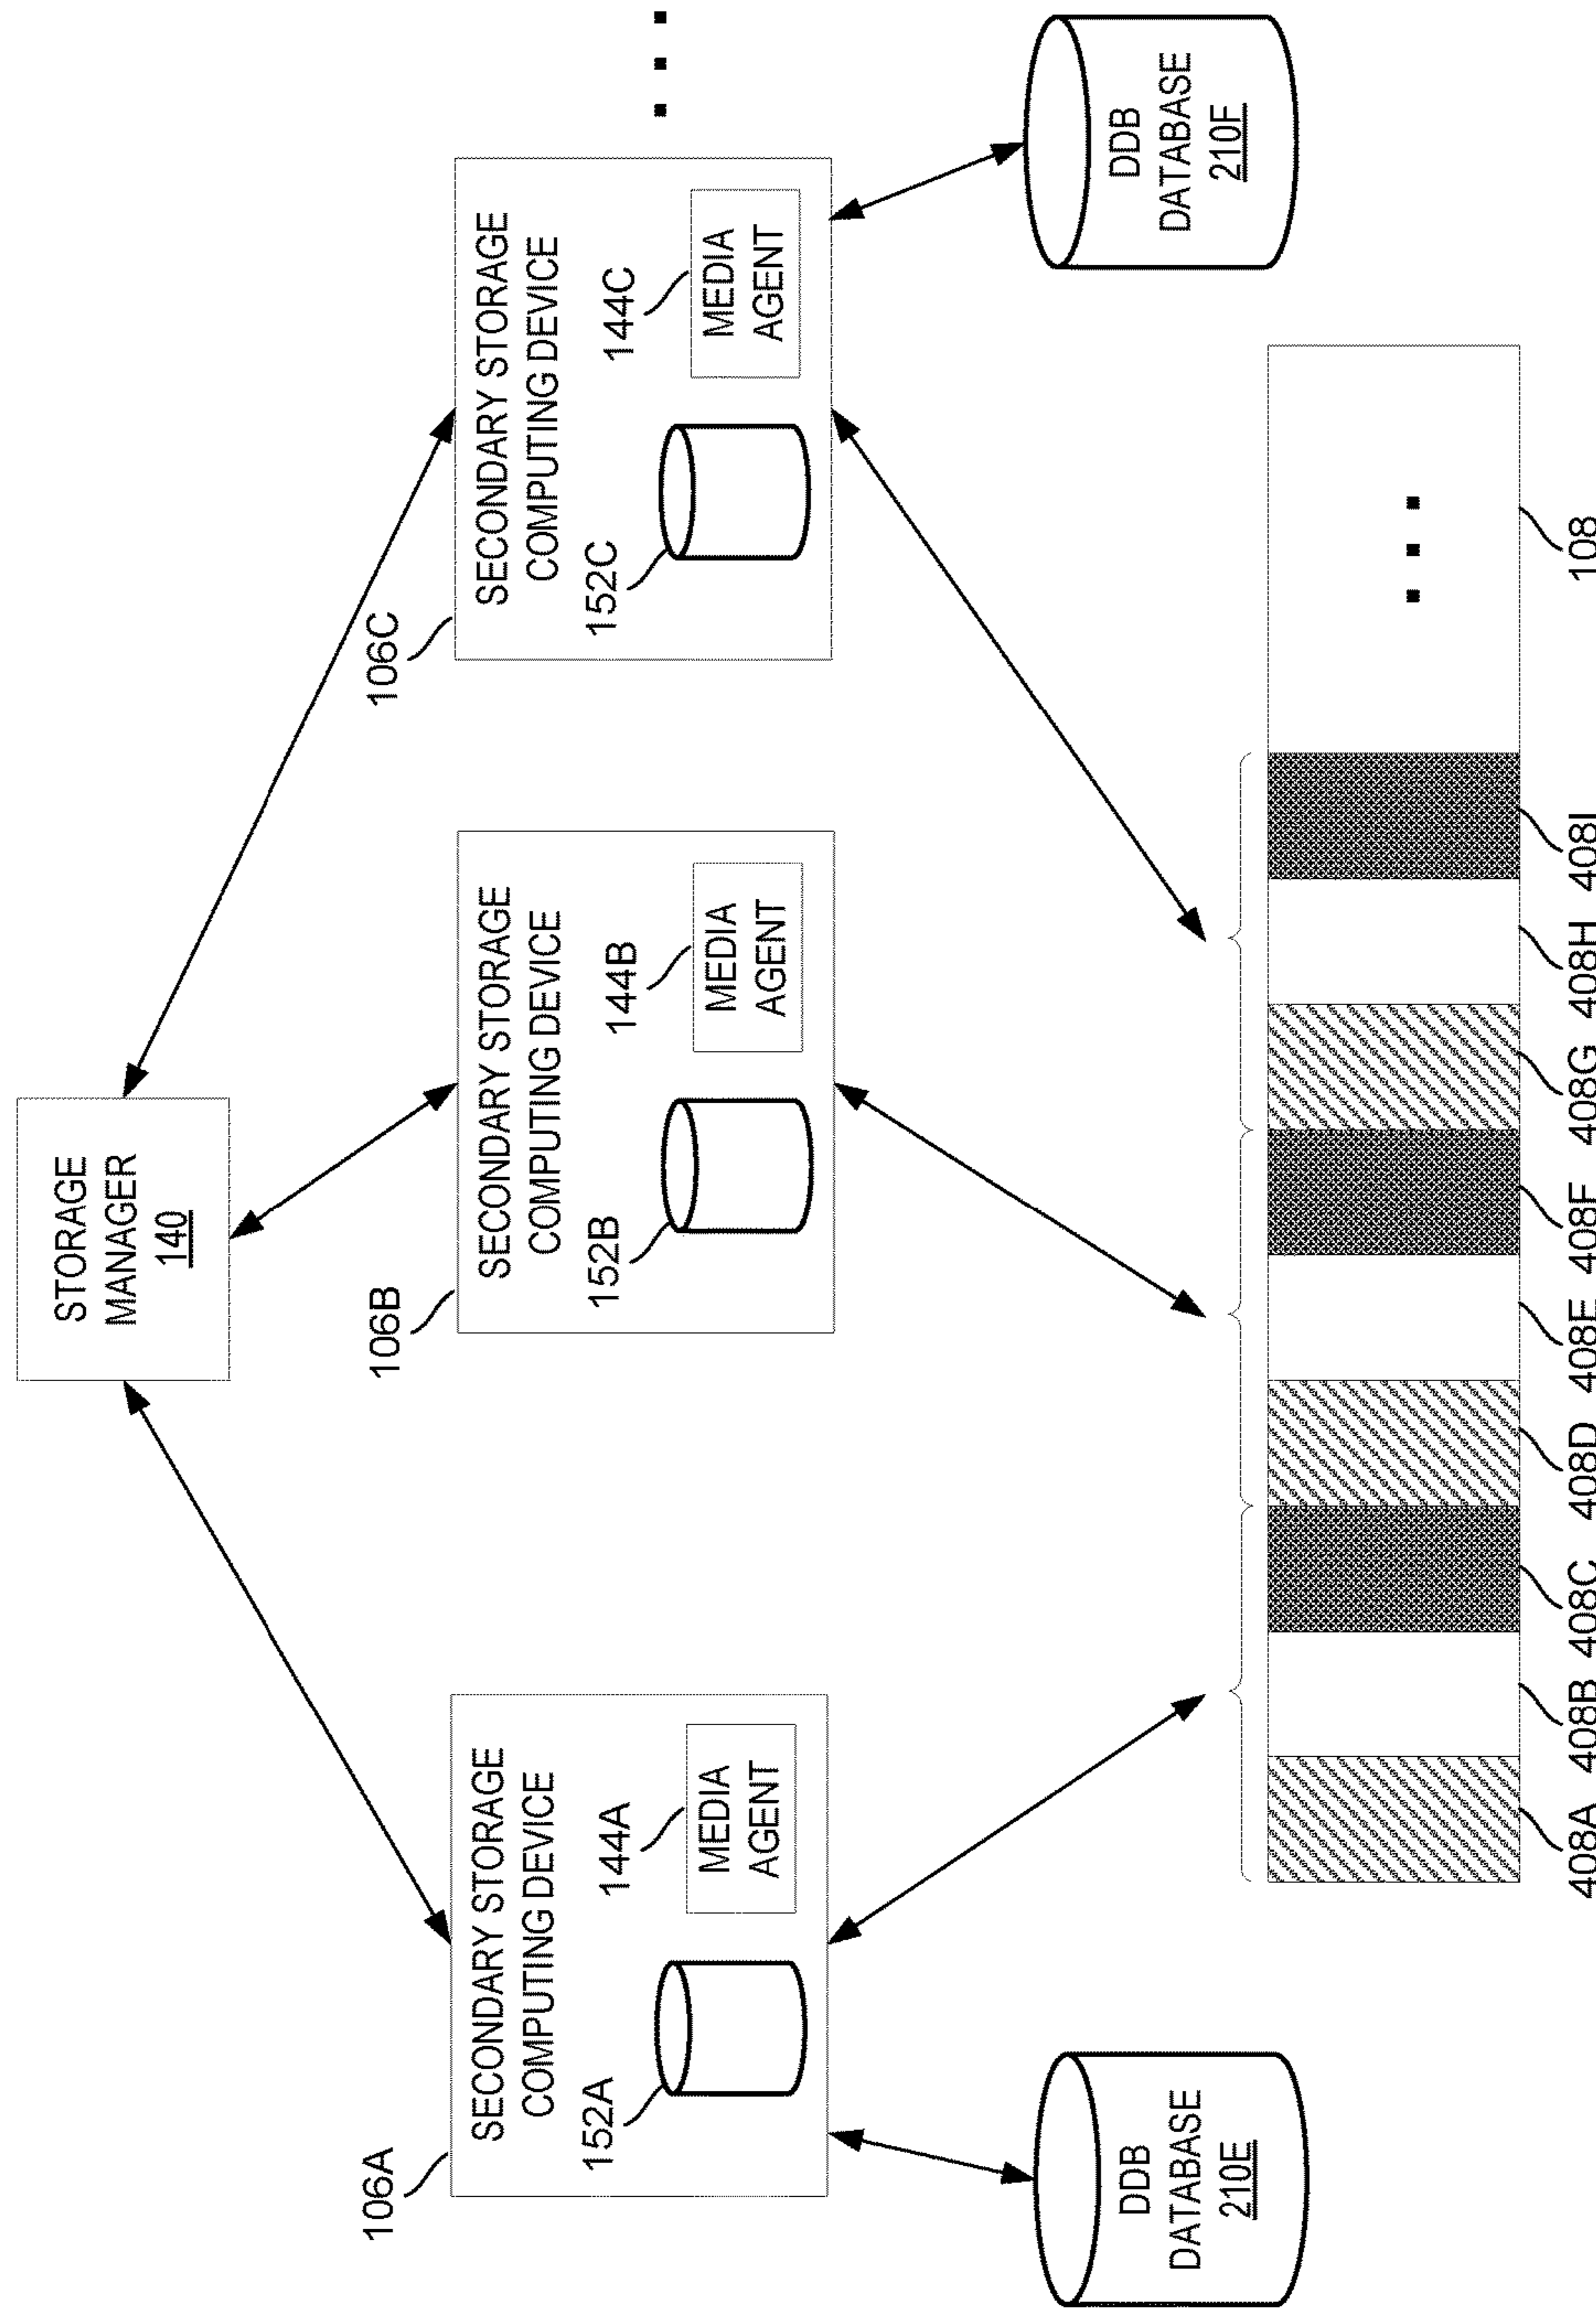 STORAGE
MANAGER
140
106A
SECONDARY STORAGE
COMPUTING DEVICE
152A
144A
MEDIA
AGENT
106B
SECONDARY STORAGE
COMPUTING DEVICE
152B
144B
MEDIA
AGENT
106C
SECONDARY STORAGE
COMPUTING DEVICE
152C
144C
MEDIA
AGENT
DDB
DATABASE
210E
DDB
DATABASE
210F
408A 408B 408C 408D 408E 408F 408G 408H 408I 108